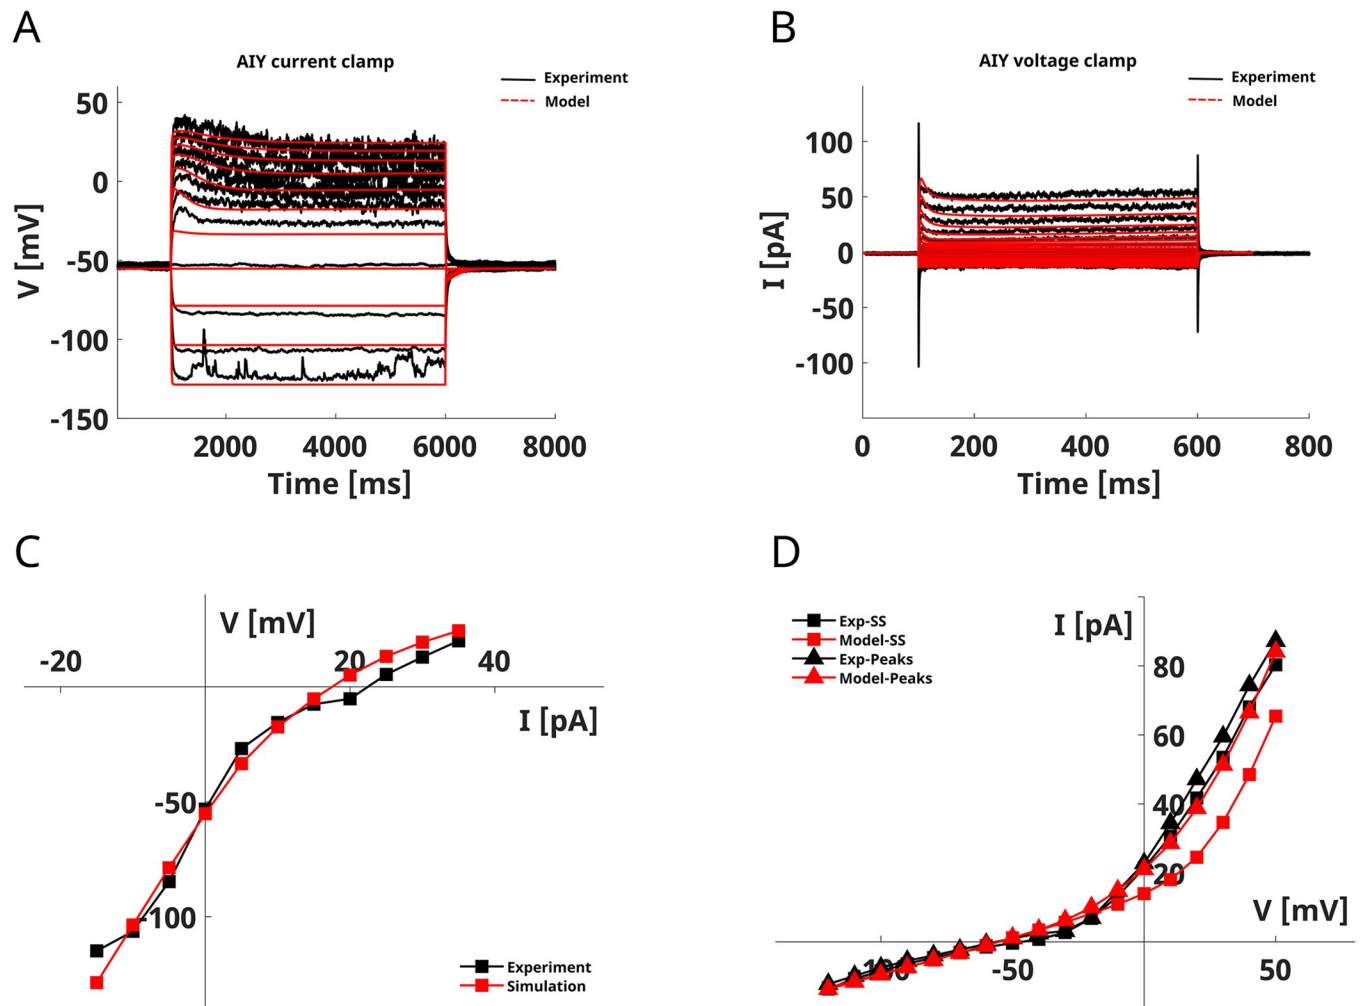 A
AIY current clamp
Experiment
Model
50
0
-50
-100
-150
V [mV]
2000 4000 6000 8000
Time [ms]
B
AIY voltage clamp
Experiment
Model
100
50
0
-50
-100
I [pA]
0 200 400 600 800
Time [ms]
C
V [mV]
-20 20 40
I [pA]
-50
-100
Experiment
Simulation
D
Exp-SS
Model-SS
Exp-Peaks
Model-Peaks
I [pA]
80
60
40
20
V [mV]
-100 -50 50